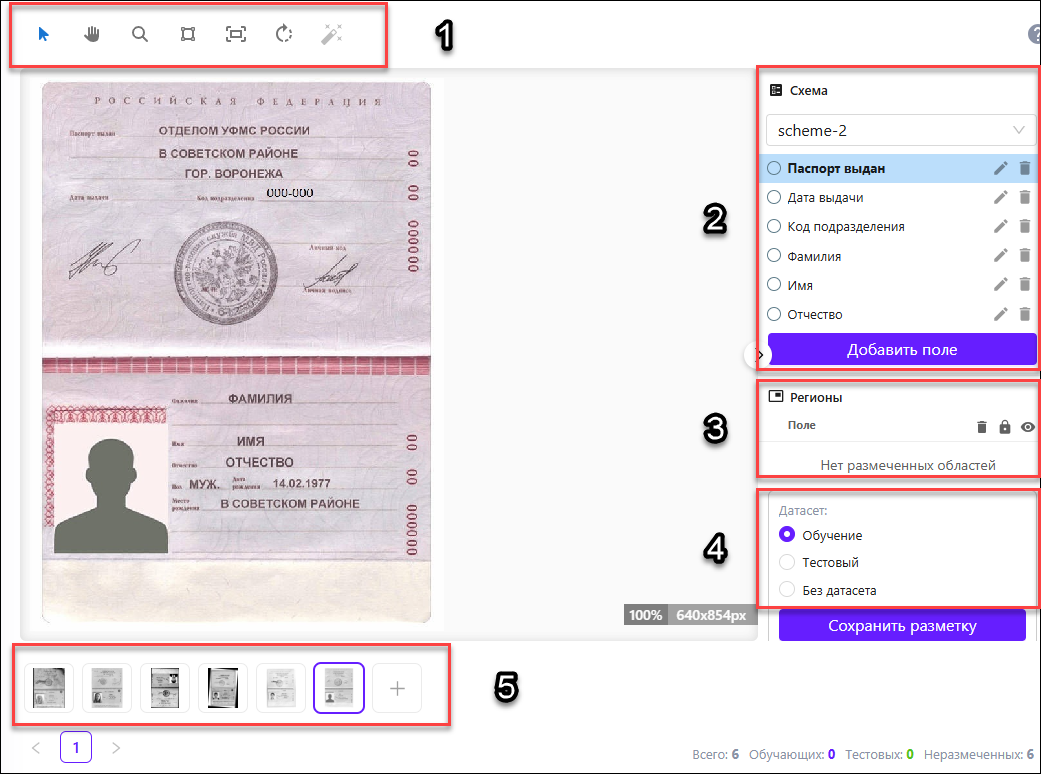 1
РОССИЙСКАЯ ФЕДЕРАЦИЯ
Паспорт выдан ОТДЕЛОМ УФМС РОССИИ
В СОВЕТСКОМ РАЙОНЕ
ГОР. ВОРОНЕЖА
Дата выдачи Код подразделения 000-000
Личный код
Личная подпись
00 00 000000
Фамилия ФАМИЛИЯ
Имя ИМЯ
Отчество ОТЧЕСТВО
Пол МУЖ. Дата рождения 14.02.1977
Место рождения В СОВЕТСКОМ РАЙОНЕ
00 00 000000
100% 640x854px
Схема
scheme-2
2
Паспорт выдан
Дата выдачи
Код подразделения
Фамилия
Имя
Отчество
Добавить поле
3
Регионы
Поле
Нет размеченных областей
4
Датасет:
Обучение
Тестовый
Без датасета
Сохранить разметку
5
1
Всего: 6 Обучающих: 0 Тестовых: 0 Неразмеченных: 6